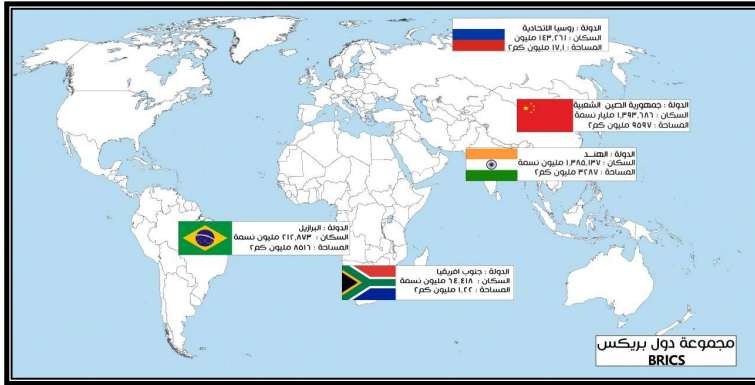 الدولة : روسيا الاتحادية
السكان : ١٤٣,٢٦١ مليون
المساحة : ١٧,١ مليون كم٢
الدولة : جمهورية الصين الشعبية
السكان : ١,٣٩٣,٦٨٦ مليار نسمة
المساحة : ٩٥٩٧ مليون كم٢
الدولة : الهنــد
السكان : ١,٣٨٥,١٣٧ مليون نسمة
المساحة : ٣٢٨٧ مليون كم٢
الدولة : البرازيل
السكان : ٢١٢,٨٧٣ مليون نسمة
المساحة : ٨٥١٦ مليون كم٢
الدولة : جنوب افريقيا
السكان : ٦٤,٤١٨ مليون نسمة
المساحة : ١,٢٢ مليون كم٢
مجموعة دول بريكس
BRICS